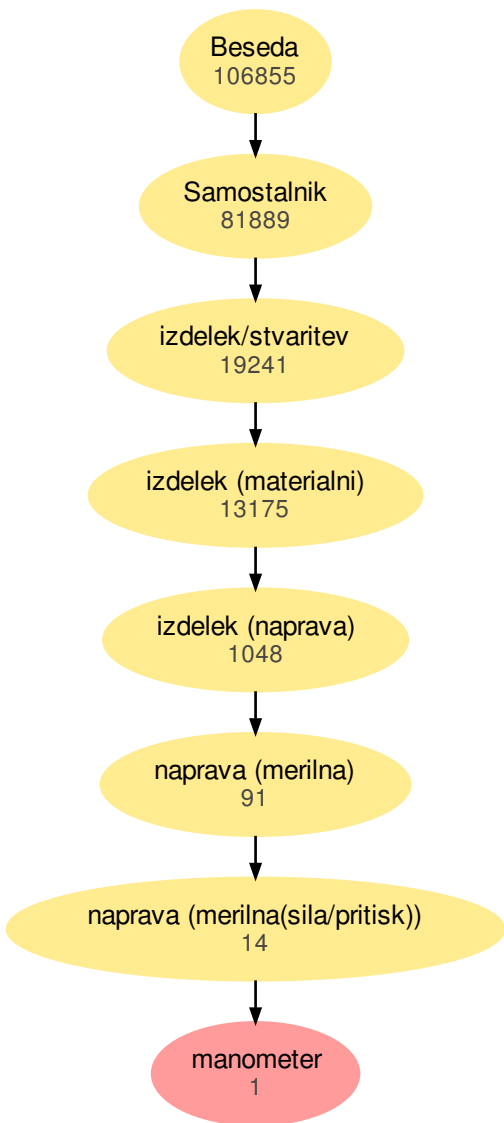 Beseda
106855
Samostalnik
81889
izdelek/stvaritev
19241
izdelek (materialni)
13175
izdelek (naprava)
1048
naprava (merilna)
91
naprava (merilna(sila/pritisk))
14
manometer
1